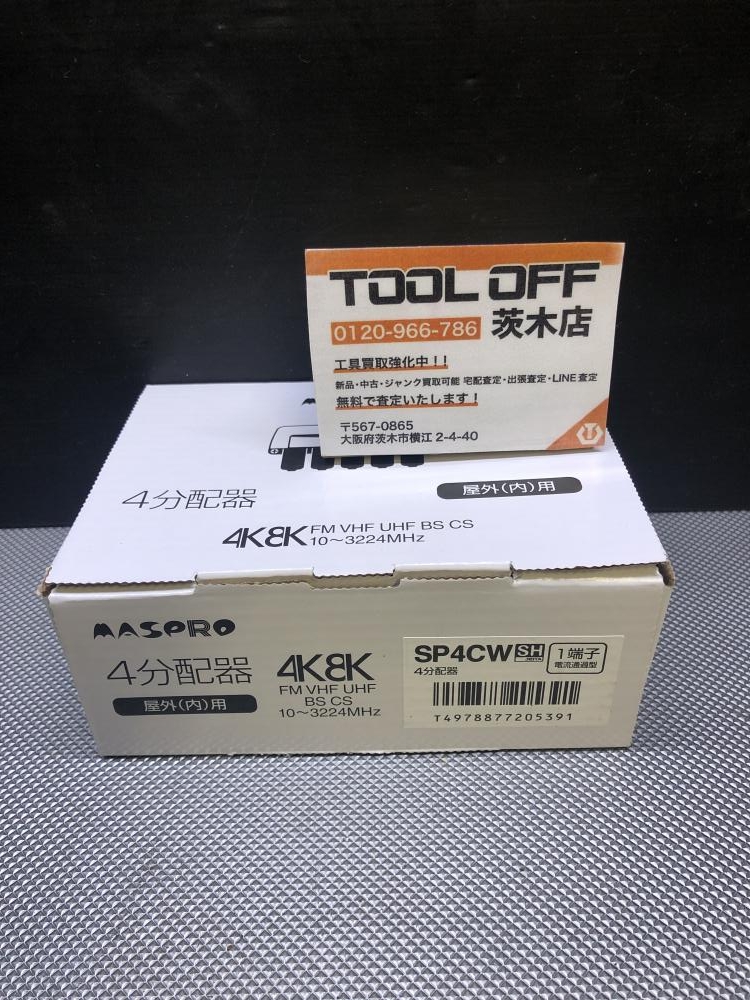 TOOL OFF
0120-966-786 茨木店
工具買取強化中！！
新品・中古・ジャンク買取可能 宅配査定・出張査定・LINE査定
無料で査定いたします！
〒567-0865
大阪府茨木市横江 2-4-40
4分配器
屋外(内)用
4K8K FM VHF UHF BS CS
10～3224MHz
MASPRO
4分配器
屋外(内)用
4K8K
FM VHF UHF
BS CS
10～3224MHz
SP4CW SH
4分配器
1端子
電流通過型
T4978877205391